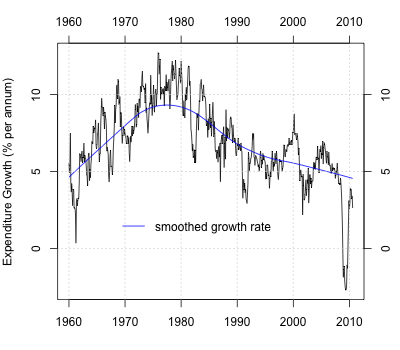 1960 1970 1980 1990 2000 2010
Expenditure Growth (% per annum)
10 10
5 5
0 0
smoothed growth rate
1960 1970 1980 1990 2000 2010